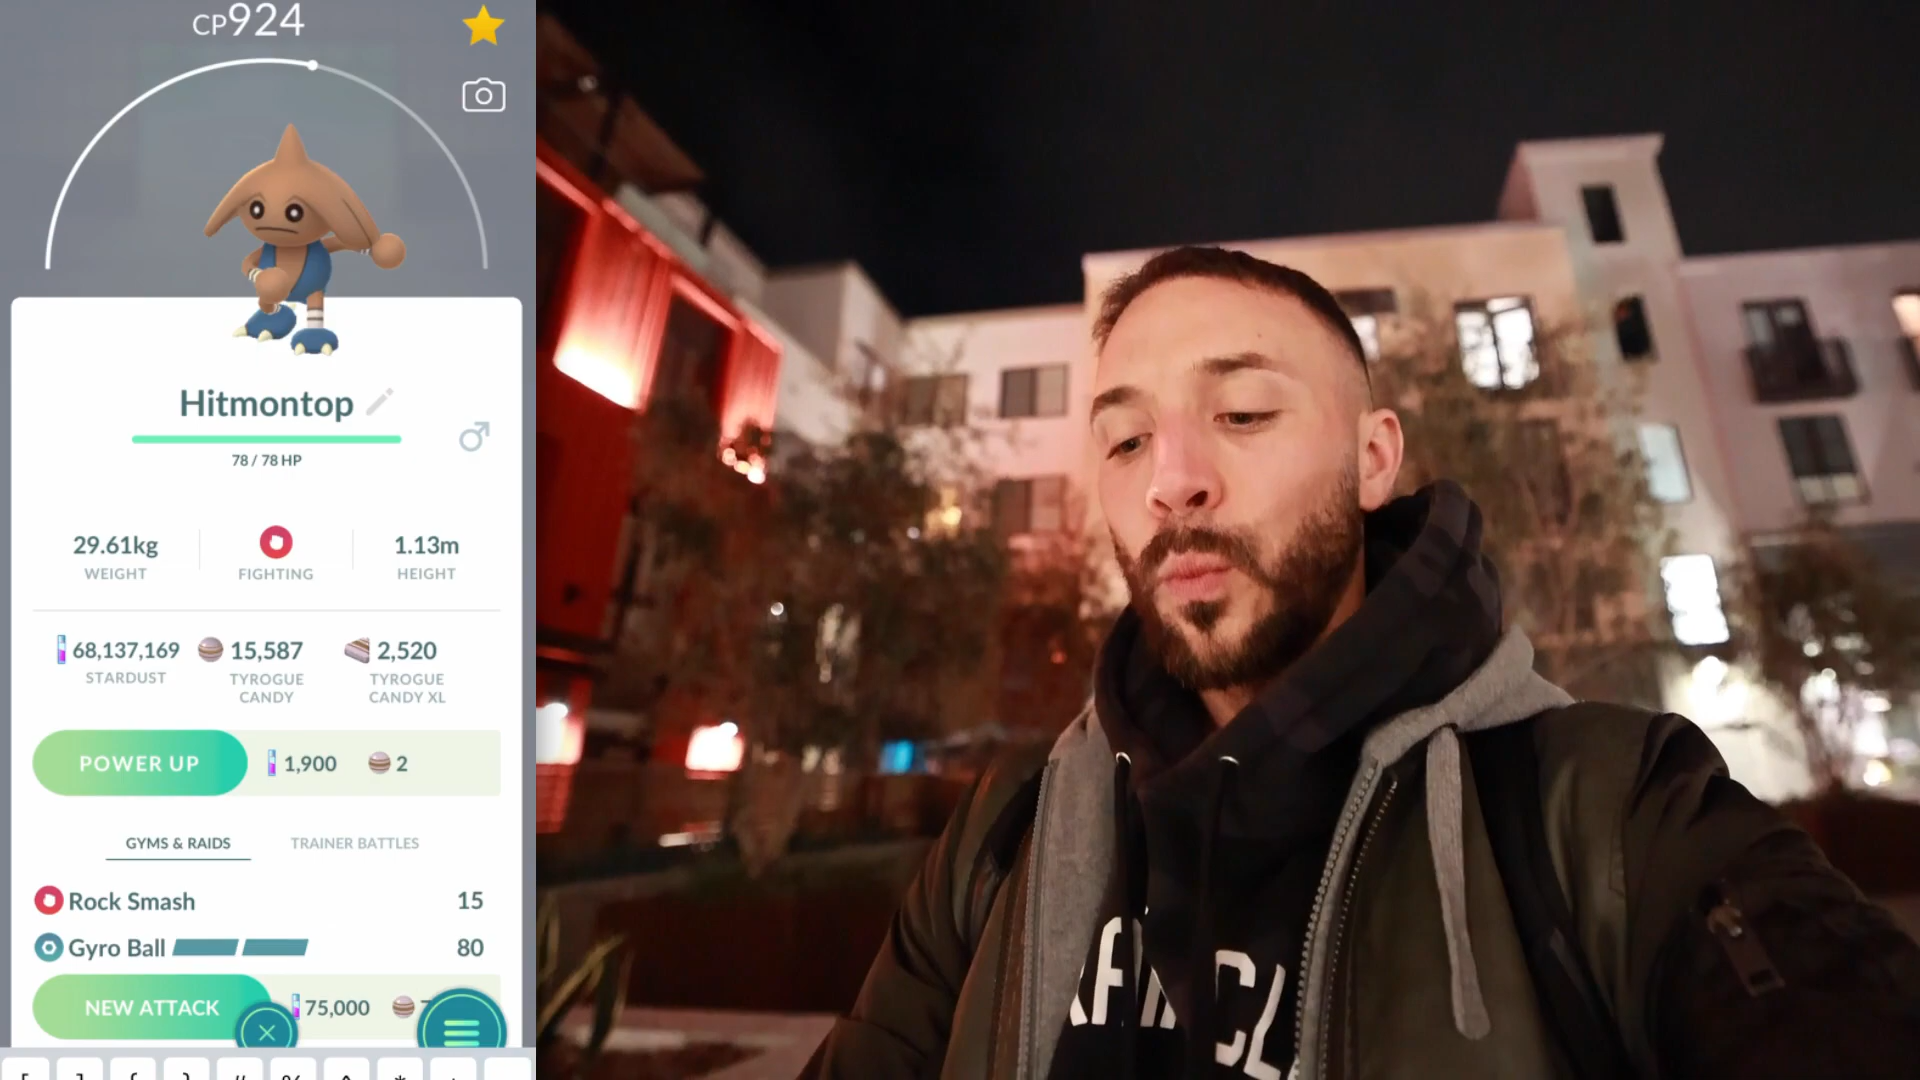 CP924
Hitmontop
78 / 78 HP
29.61kg
WEIGHT
FIGHTING
1.13m
HEIGHT
68,137,169
STARDUST
15,587
TYROGUE
CANDY
2,520
TYROGUE
CANDY XL
POWER UP
1,900
2
GYMS & RAIDS
TRAINER BATTLES
Rock Smash
15
Gyro Ball
80
NEW ATTACK
75,000